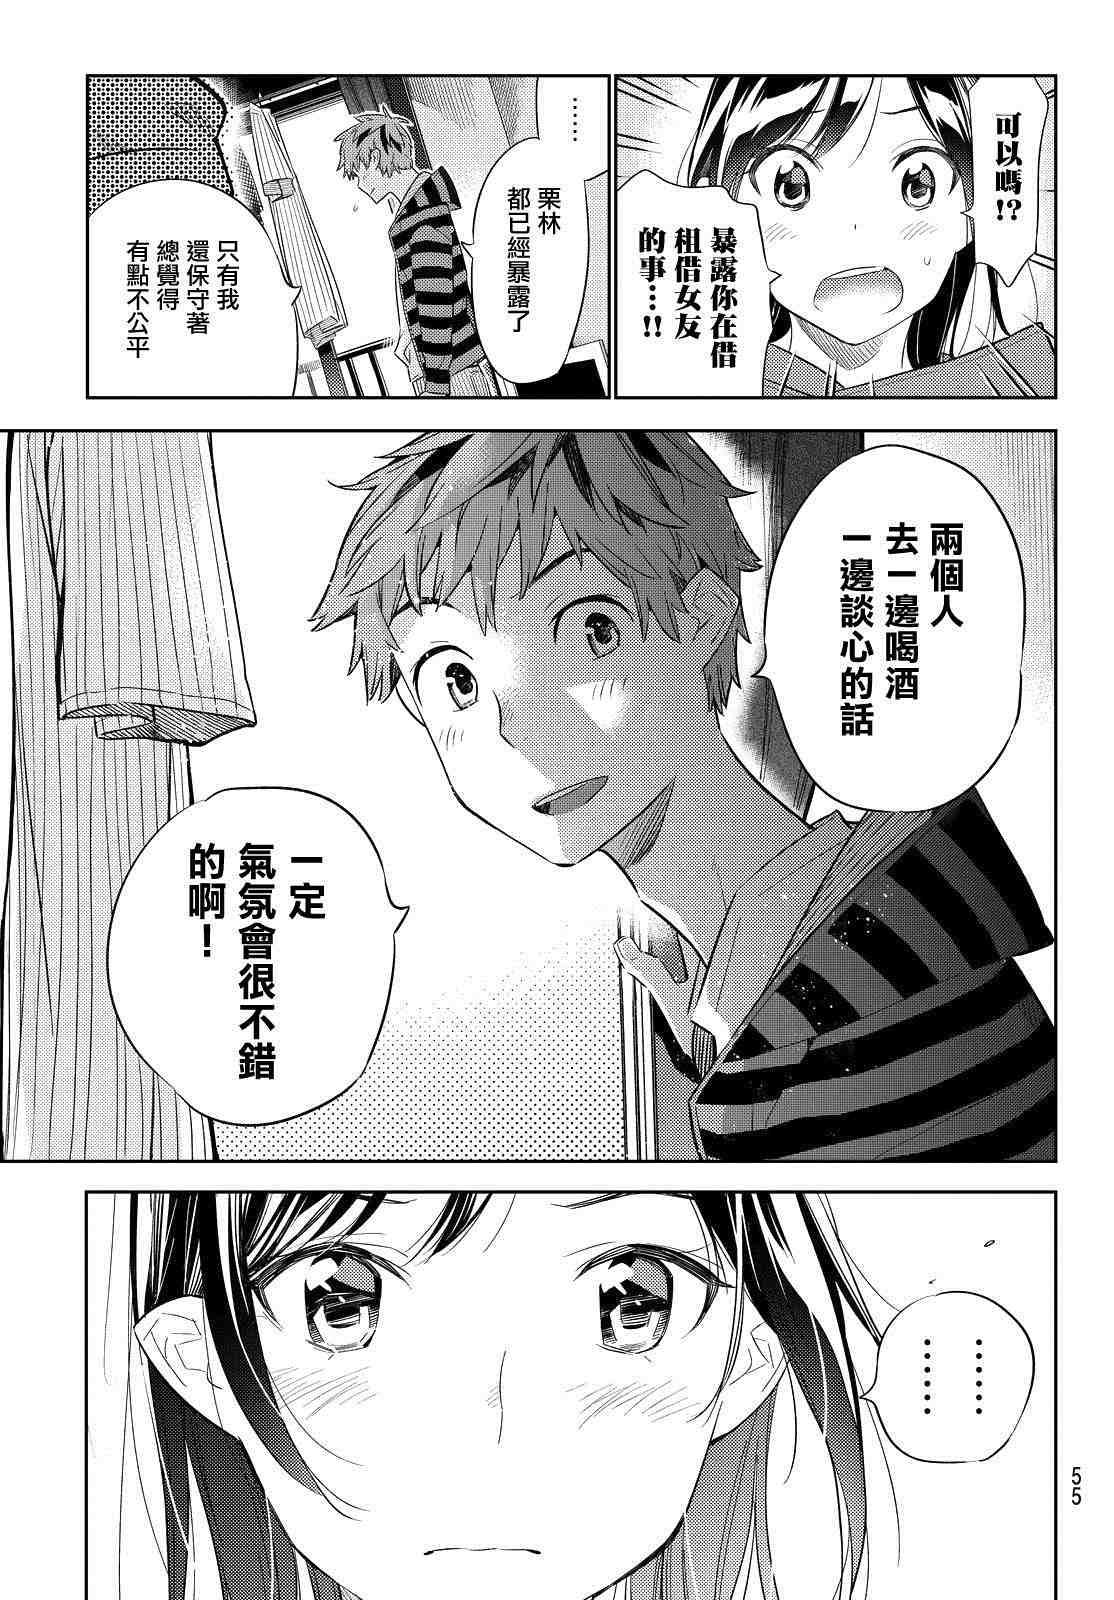 可以嗎!?
暴露你在借
租借女友
的事…!!
……
栗林
都已經暴露了
只有我
還保守著
總覺得
有點不公平
兩個人
去一邊喝酒
一邊談心的話
一定
氣氛會很不錯
的啊！
……
……
55